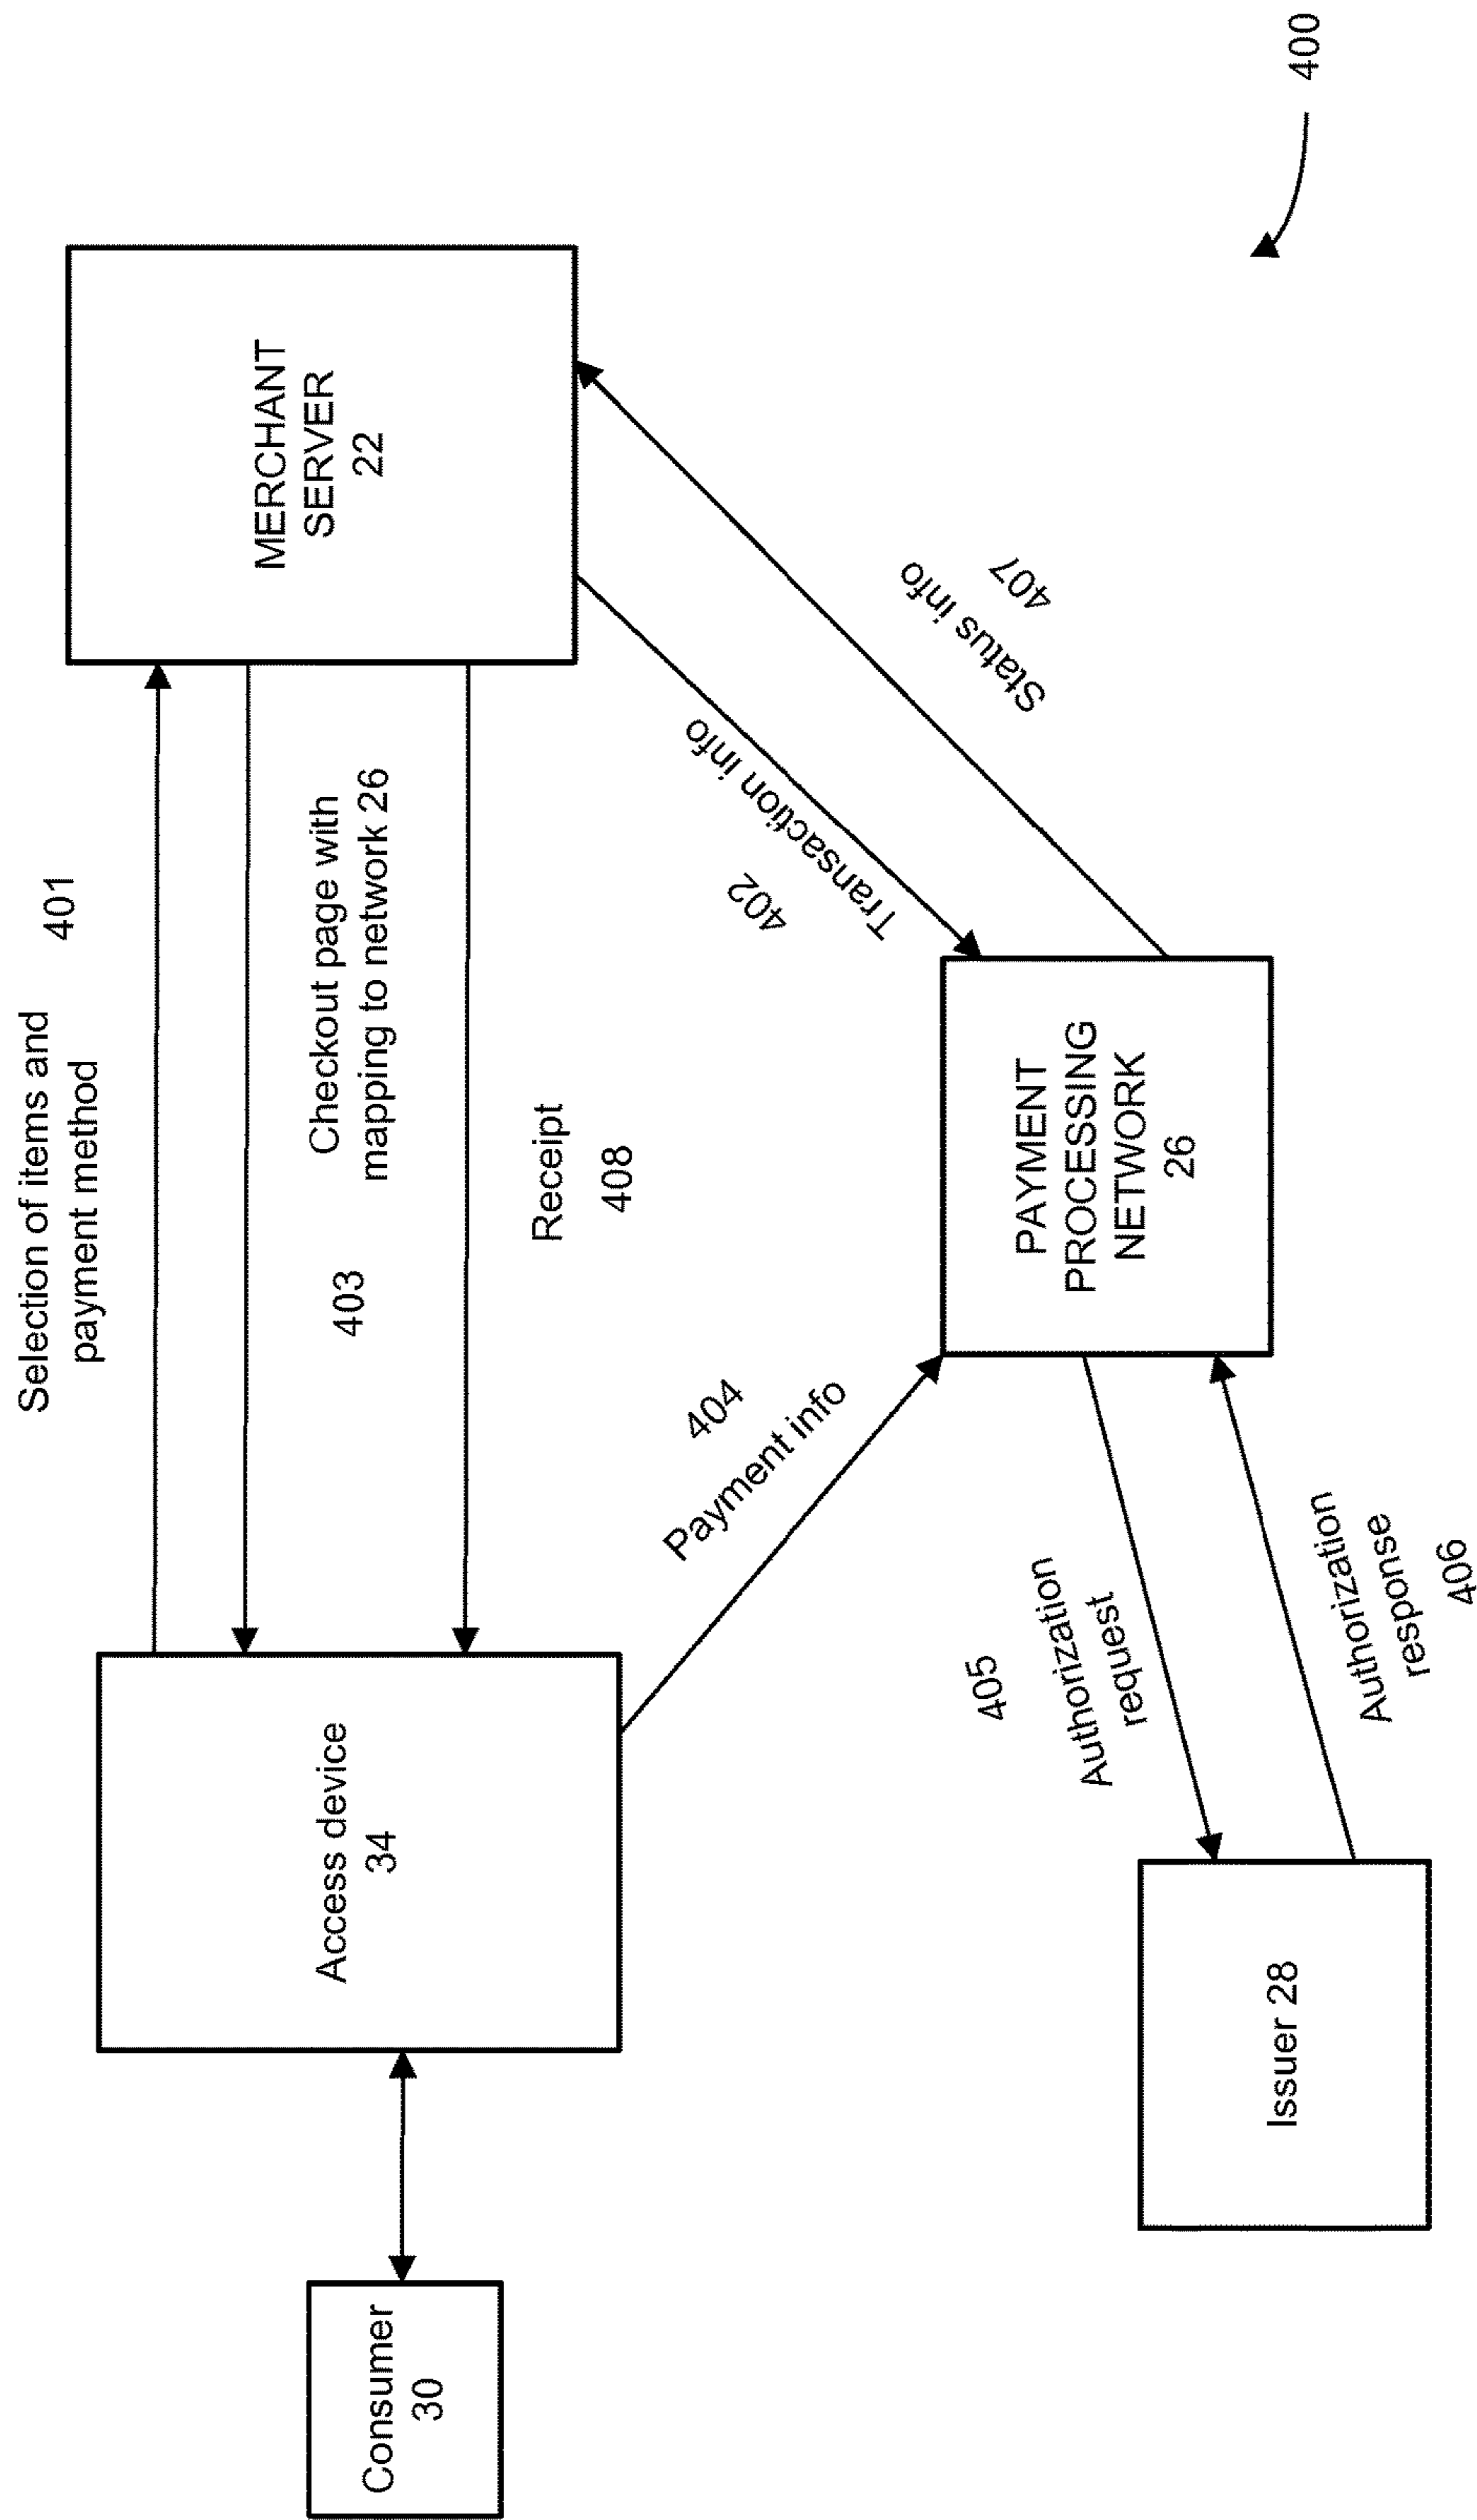 Selection of items and
payment method
401
Checkout page with
mapping to network 26
403
Receipt
408
Consumer
30
Access device
34
MERCHANT
SERVER
22
404
Payment info
402
Transaction info
Status info
407
PAYMENT
PROCESSING
NETWORK
26
405
Authorization
request
Authorization
response
406
Issuer 28
400